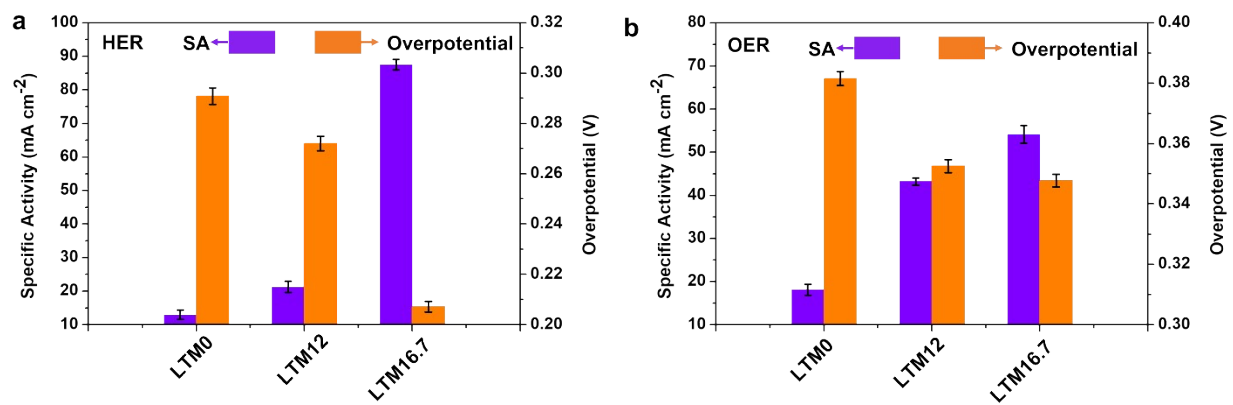 a
HER SA Overpotential
Specific Activity (mA cm-2)
100
90
80
70
60
50
40
30
20
10
0.32
0.30
0.28
0.26
0.24
0.22
0.20
Overpotential (V)
LTM0
LTM12
LTM16.7
b
OER SA Overpotential
Specific Activity (mA cm-2)
80
70
60
50
40
30
20
10
0.40
0.38
0.36
0.34
0.32
0.30
Overpotential (V)
LTM0
LTM12
LTM16.7